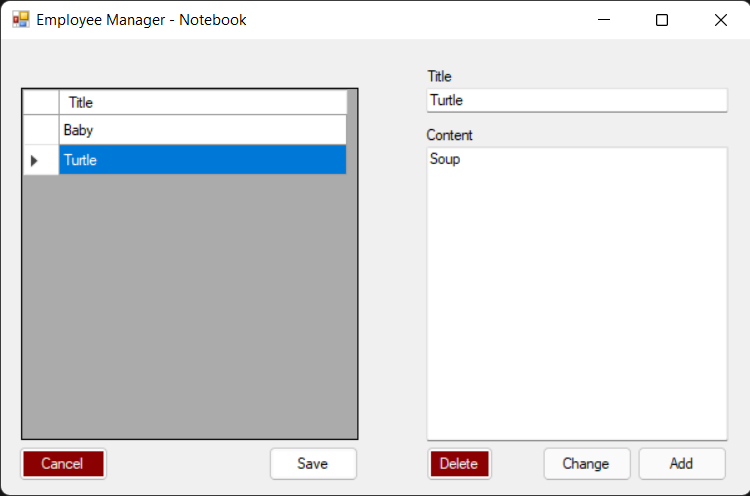 Employee Manager - Notebook
Title
Baby
Turtle
Cancel
Save
Title
Turtle
Content
Soup
Delete
Change
Add